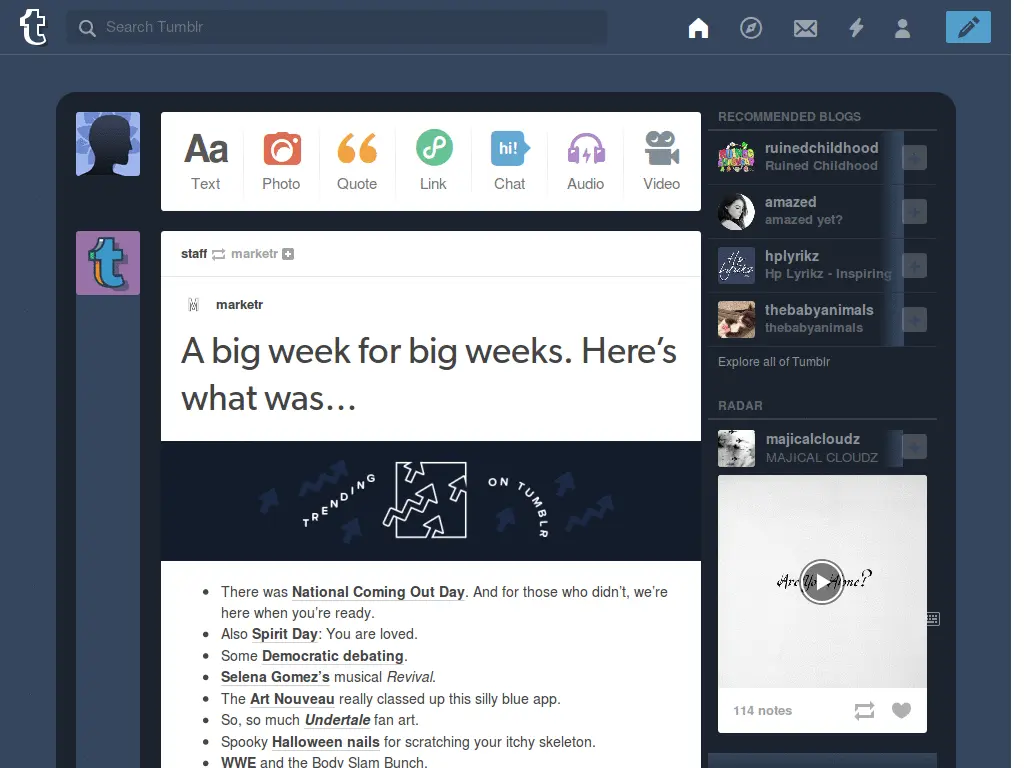 Search Tumblr
Aa
hi!
Text
Photo
Quote
Link
Chat
Audio
Video
staff marketr
marketr
A big week for big weeks. Here’s
what was…
TRENDING ON TUMBLR
There was National Coming Out Day. And for those who didn’t, we’re
here when you’re ready.
Also Spirit Day: You are loved.
Some Democratic debating.
Selena Gomez’s musical Revival.
The Art Nouveau really classed up this silly blue app.
So, so much Undertale fan art.
Spooky Halloween nails for scratching your itchy skeleton.
WWE and the Body Slam Bunch.
RECOMMENDED BLOGS
ruinedchildhood
Ruined Childhood
amazed
amazed yet?
Hp
Lyrikz
hplyrikz
Hp Lyrikz - Inspiring
thebabyanimals
thebabyanimals
Explore all of Tumblr
RADAR
majicalcloudz
MAJICAL CLOUDZ
114 notes